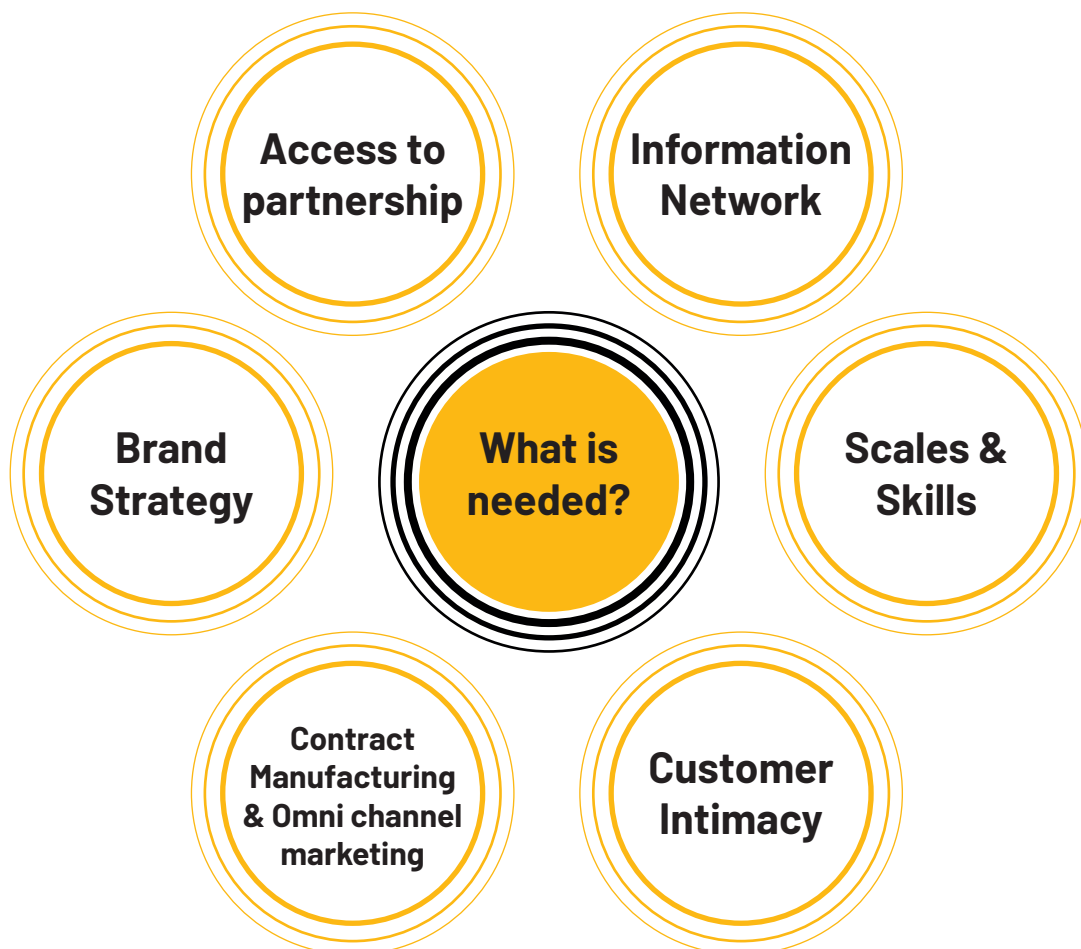 Access to
partnership
Information
Network
Brand
Strategy
What is
needed?
Scales &
Skills
Contract
Manufacturing
& Omni channel
marketing
Customer
Intimacy